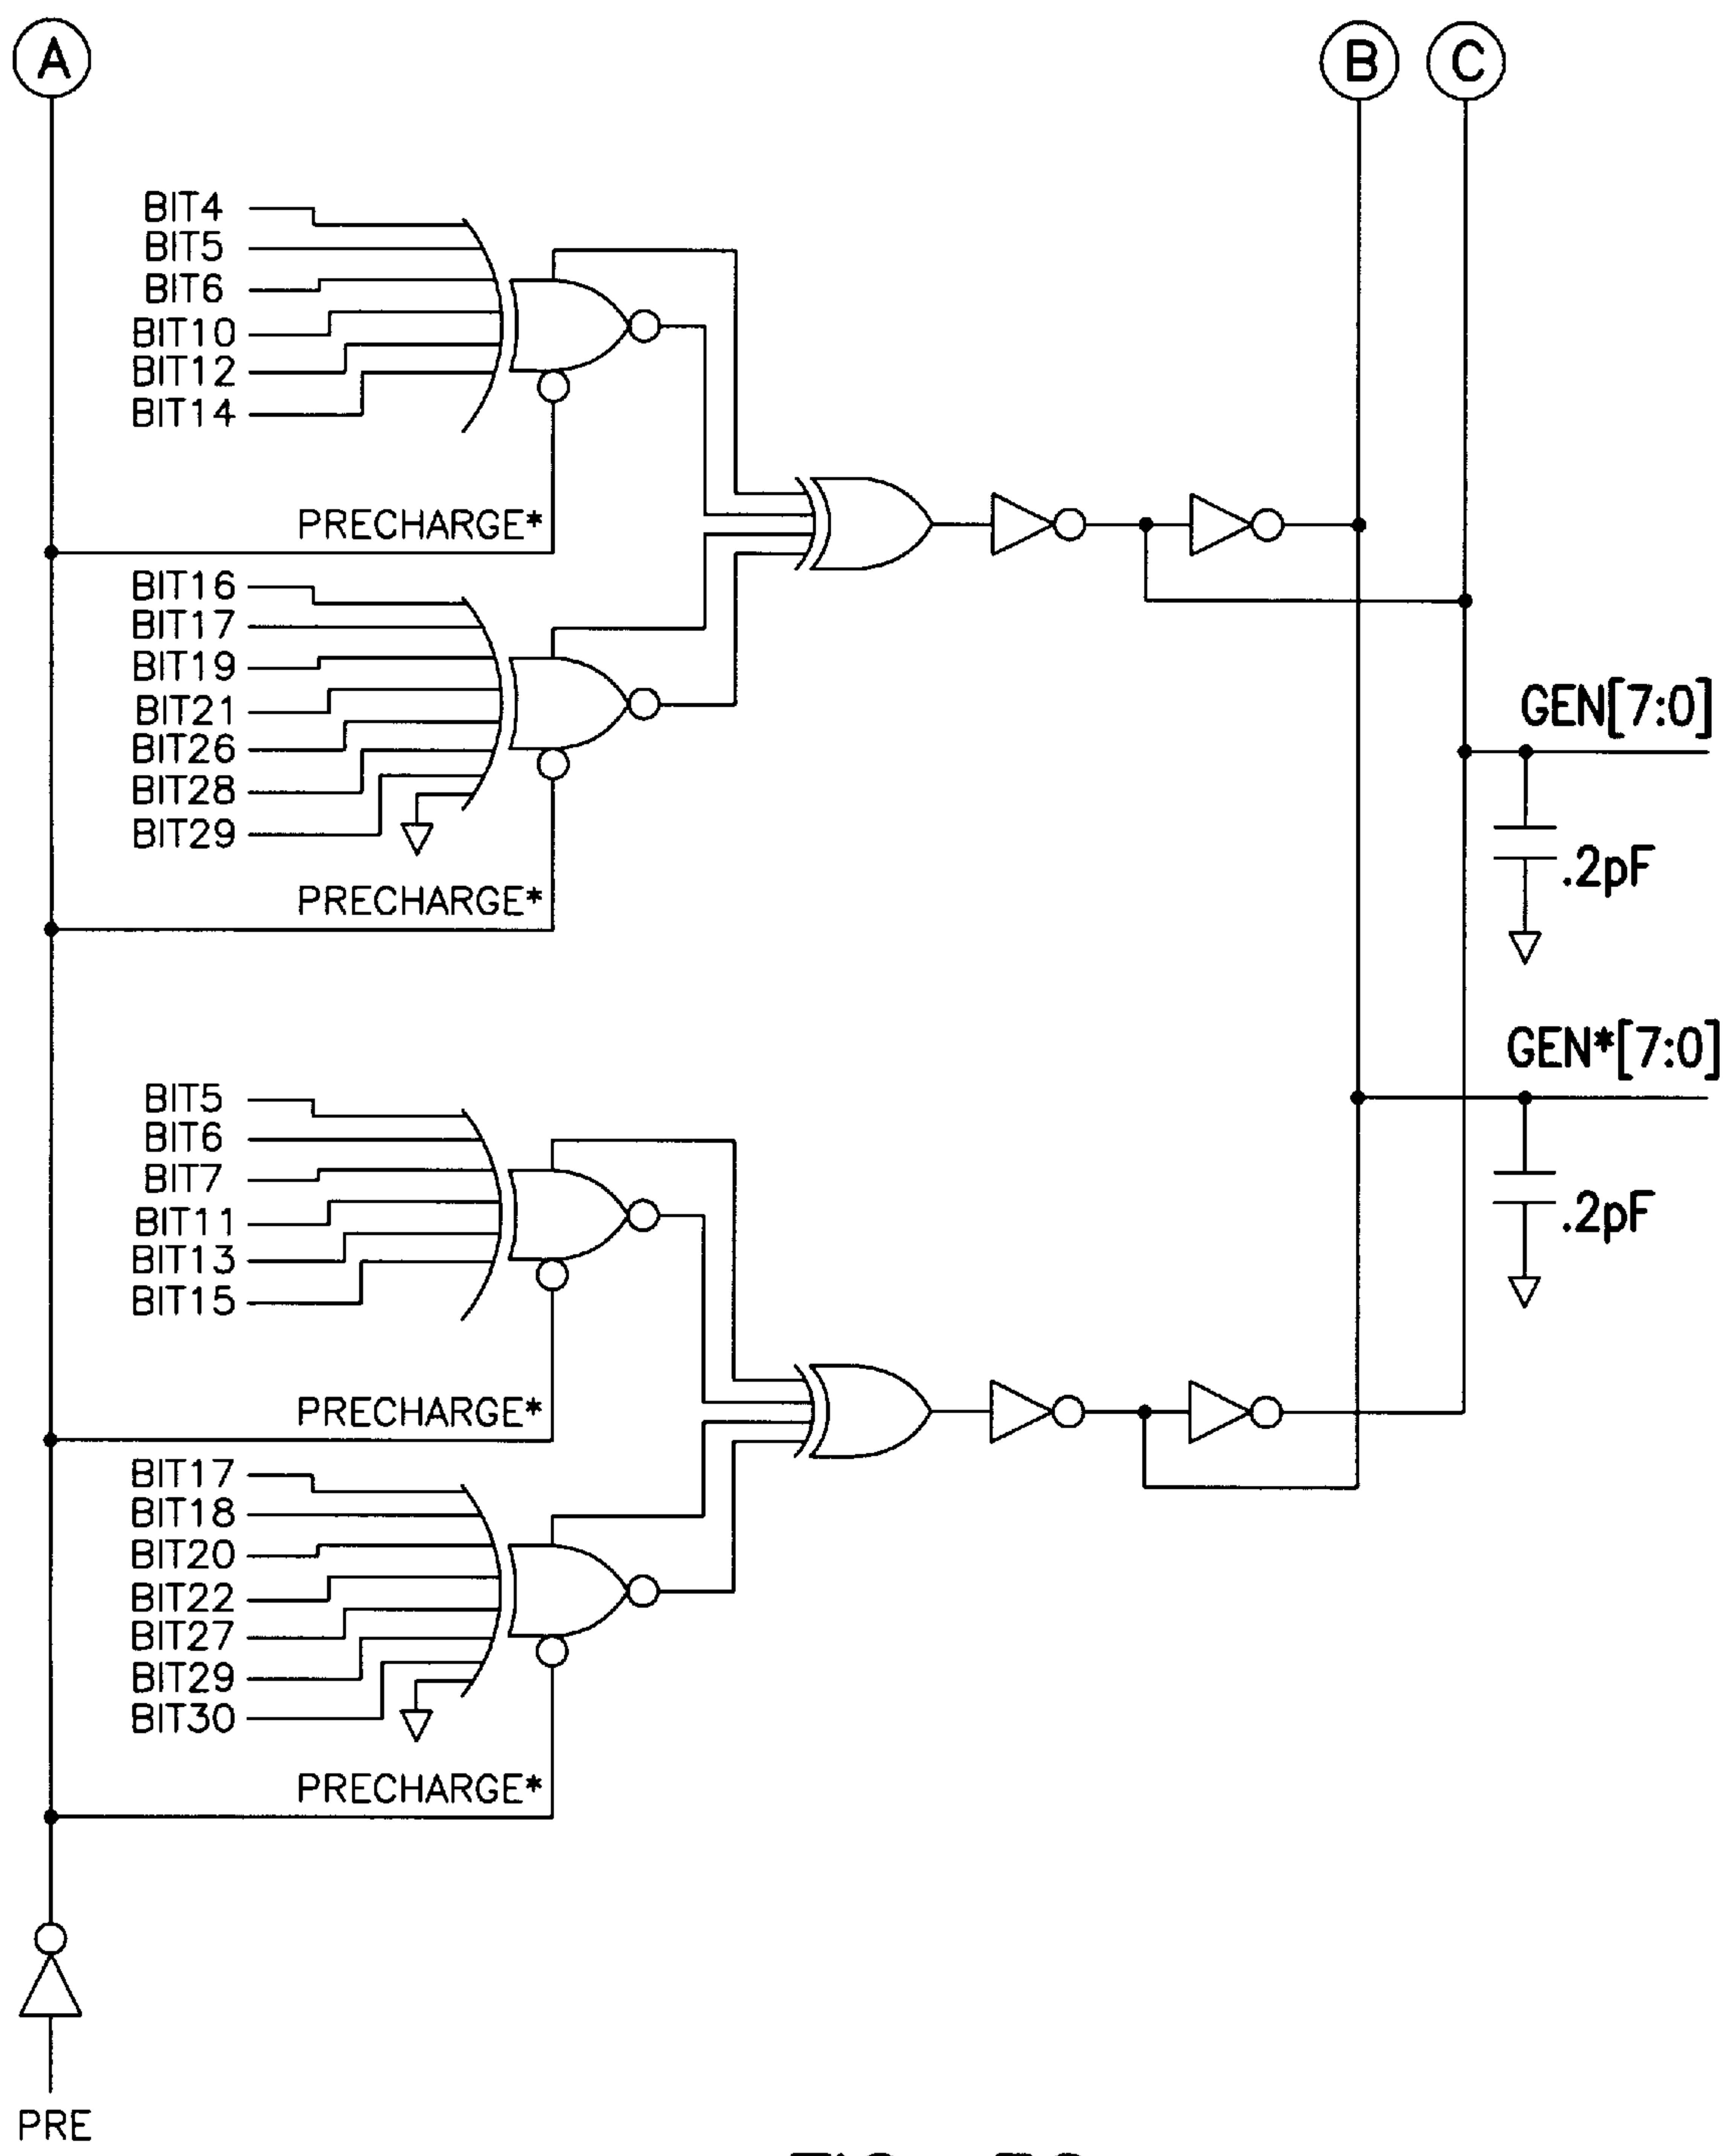 A
B
C
BIT4
BIT5
BIT6
BIT10
BIT12
BIT14
PRECHARGE*
BIT16
BIT17
BIT19
BIT21
BIT26
BIT28
BIT29
PRECHARGE*
GEN[7:0]
.2pF
GEN*[7:0]
.2pF
BIT5
BIT6
BIT7
BIT11
BIT13
BIT15
PRECHARGE*
BIT17
BIT18
BIT20
BIT22
BIT27
BIT29
BIT30
PRECHARGE*
PRE